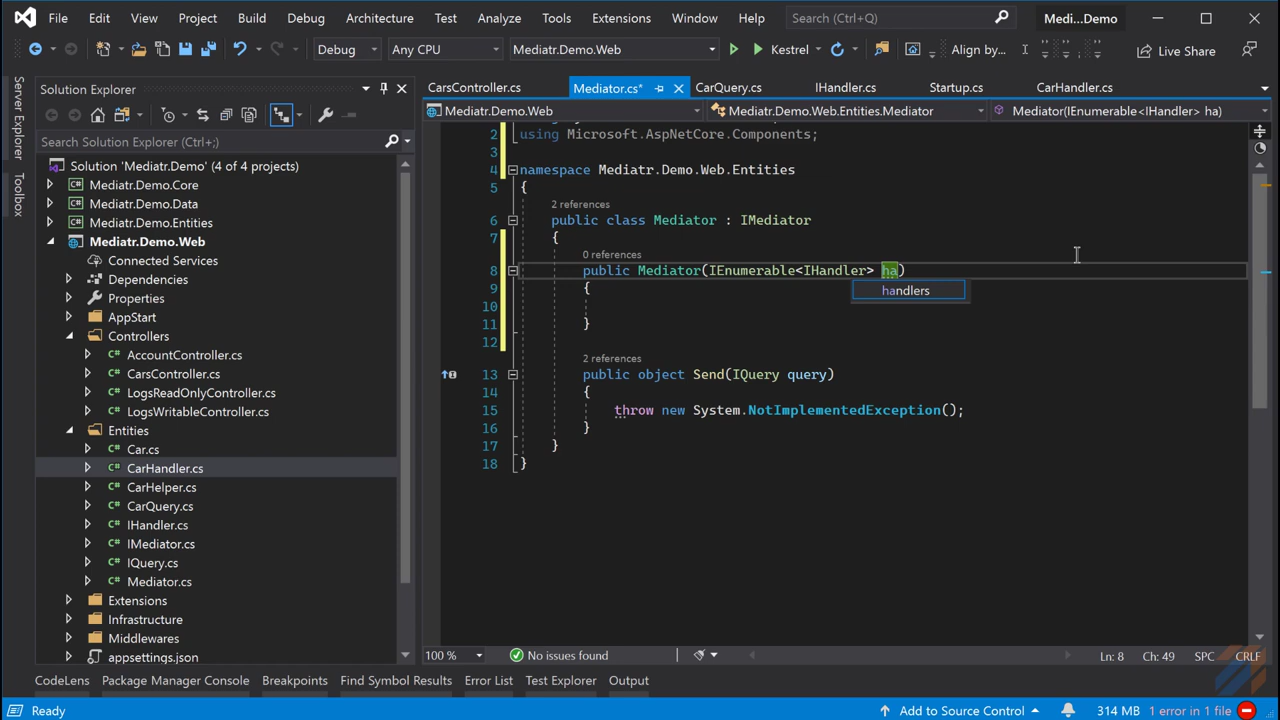 File Edit View Project Build Debug Architecture Test Analyze Tools Extensions Window Help Search (Ctrl+Q) Medi...Demo
Debug Any CPU Mediatr.Demo.Web Kestrel Align by... Live Share
Server Explorer
Toolbox
Solution Explorer
Search Solution Explorer (Ctrl+;)
Solution 'Mediatr.Demo' (4 of 4 projects)
Mediatr.Demo.Core
Mediatr.Demo.Data
Mediatr.Demo.Entities
Mediatr.Demo.Web
Connected Services
Dependencies
Properties
AppStart
Controllers
AccountController.cs
CarsController.cs
LogsReadOnlyController.cs
LogsWritableController.cs
Entities
Car.cs
CarHandler.cs
CarHelper.cs
CarQuery.cs
IHandler.cs
IMediator.cs
IQuery.cs
Mediator.cs
Extensions
Infrastructure
Middlewares
appsettings.json
CarsController.cs Mediator.cs* CarQuery.cs IHandler.cs Startup.cs CarHandler.cs
Mediatr.Demo.Web Mediatr.Demo.Web.Entities.Mediator Mediator(IEnumerable<IHandler> ha)
2 using Microsoft.AspNetCore.Components;
3
4 namespace Mediatr.Demo.Web.Entities
5 {
2 references
6 public class Mediator : IMediator
7 {
0 references
8 public Mediator(IEnumerable<IHandler> ha)
9 {
handlers
10
11 }
12
2 references
13 public object Send(IQuery query)
14 {
15 throw new System.NotImplementedException();
16 }
17 }
18 }
100 % No issues found Ln: 8 Ch: 49 SPC CRLF
CodeLens Package Manager Console Breakpoints Find Symbol Results Error List Test Explorer Output
Ready Add to Source Control 314 MB 1 error in 1 file